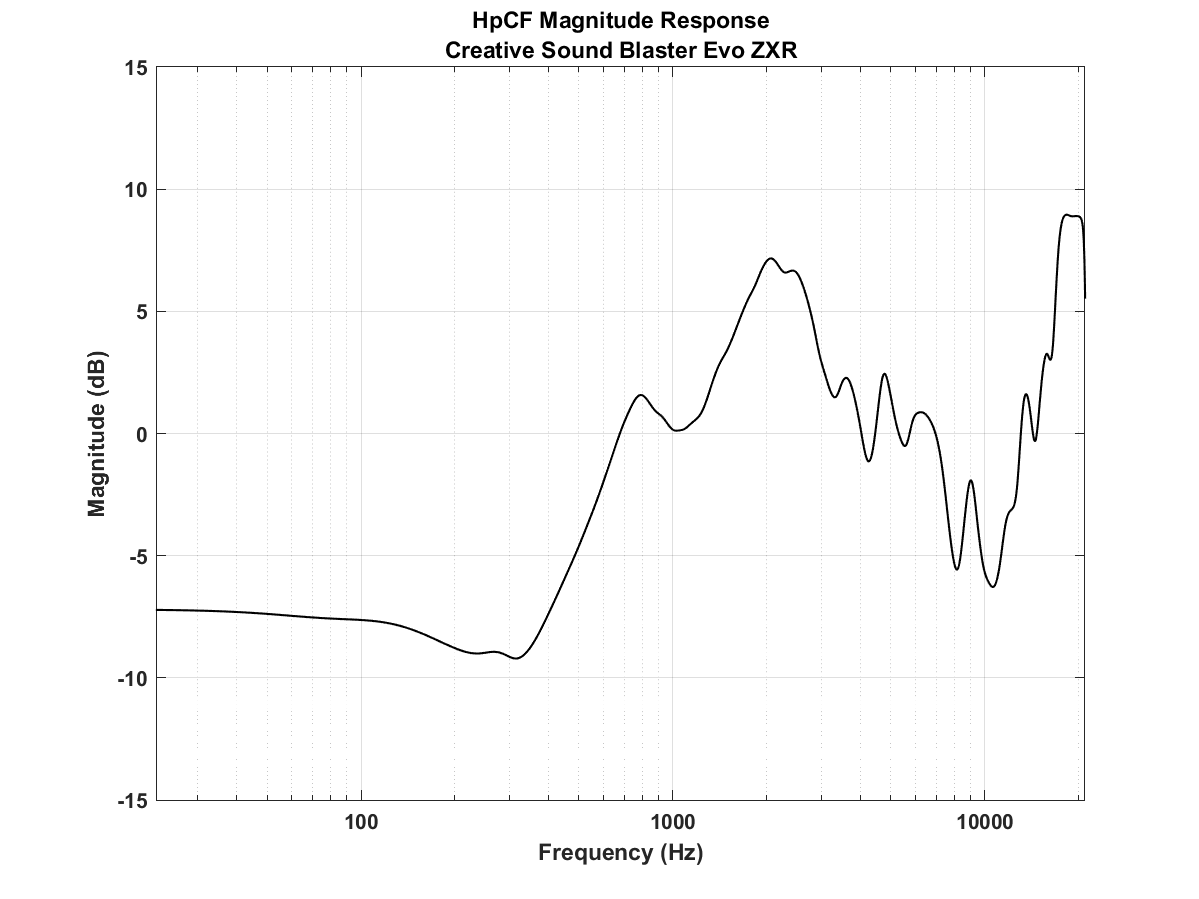 HpCF Magnitude Response
Creative Sound Blaster Evo ZXR
15
10
5
0
-5
-10
-15
Magnitude (dB)
100
1000
10000
Frequency (Hz)